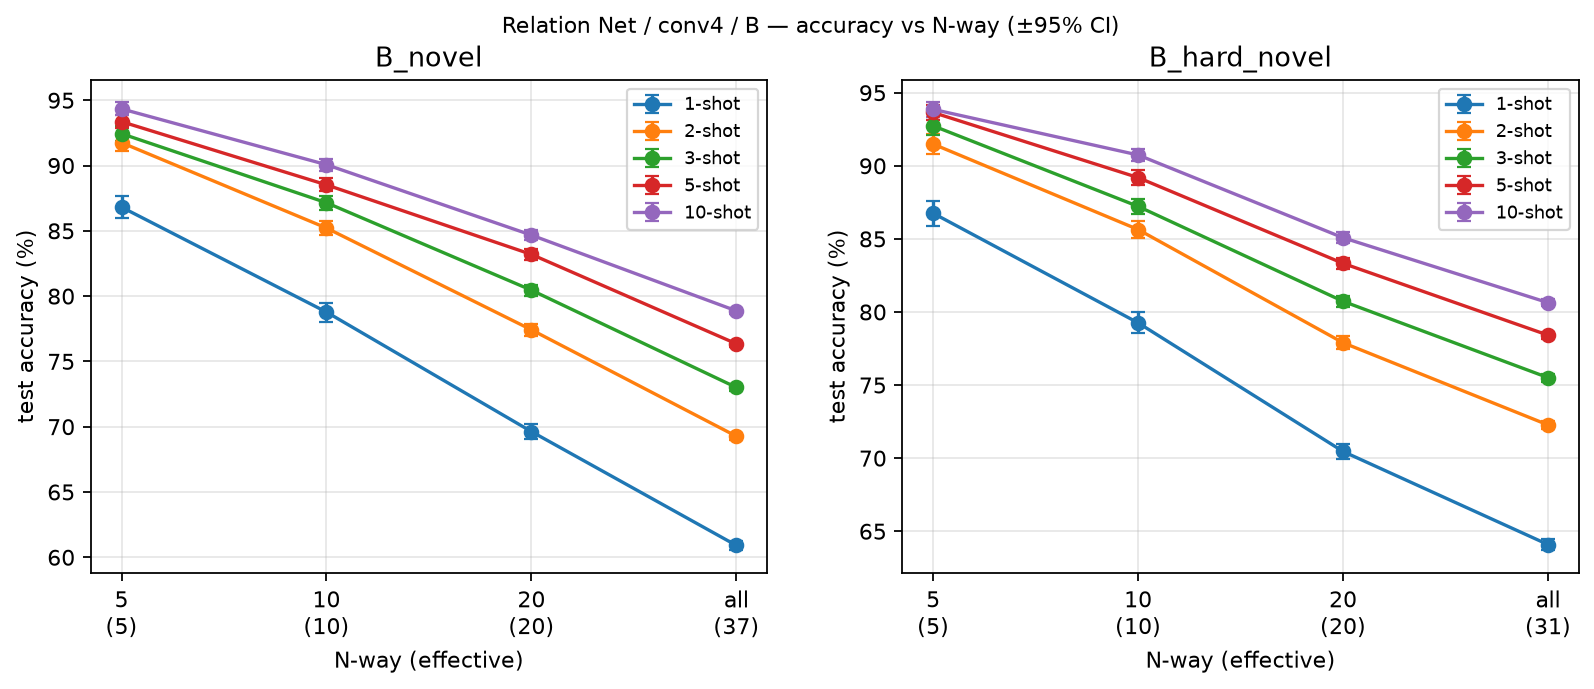 Relation Net / conv4 / B — accuracy vs N-way (±95% CI)
B_novel
95
90
85
80
75
70
65
60
test accuracy (%)
1-shot
2-shot
3-shot
5-shot
10-shot
5 10 20 all
(5) (10) (20) (37)
N-way (effective)
B_hard_novel
95
90
85
80
75
70
65
test accuracy (%)
1-shot
2-shot
3-shot
5-shot
10-shot
5 10 20 all
(5) (10) (20) (31)
N-way (effective)